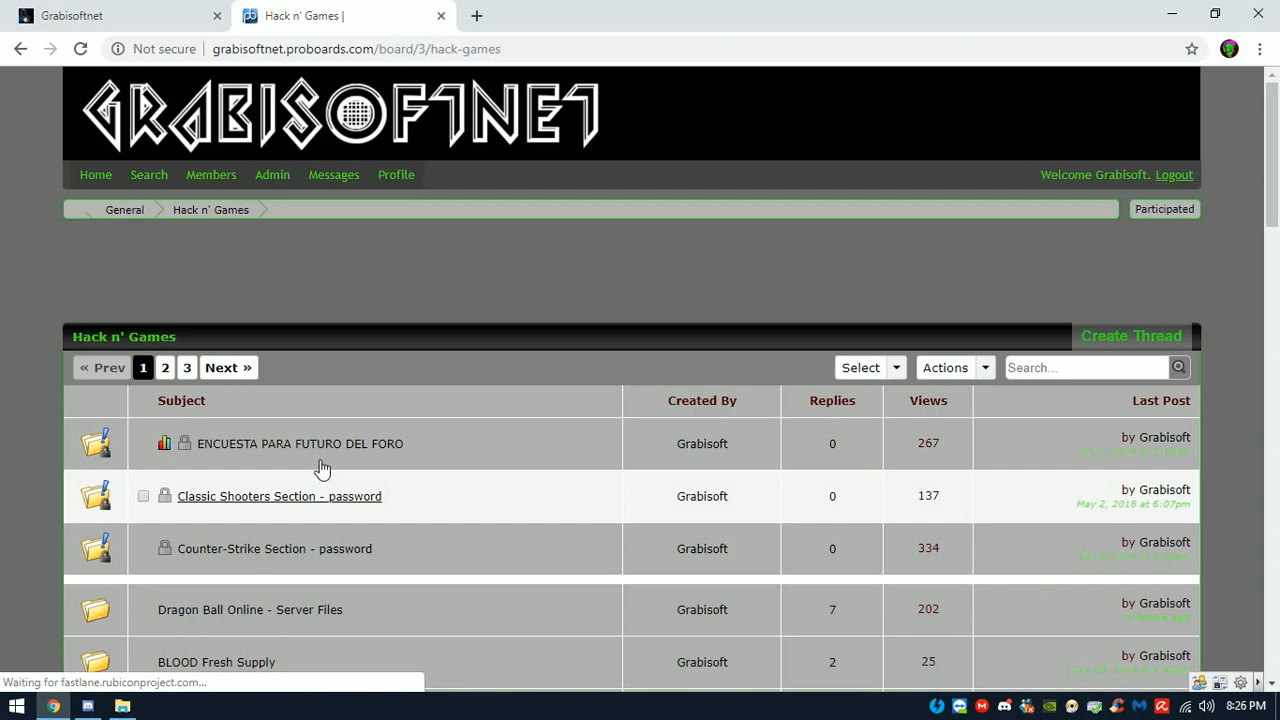 Grabisoftnet
Hack n' Games |
Not secure | grabisoftnet.proboards.com/board/3/hack-games
GRABISOFTNET
Home Search Members Admin Messages Profile Welcome Grabisoft. Logout
General Hack n' Games Participated
Hack n' Games Create Thread
« Prev 1 2 3 Next » Select Actions Search...
Subject Created By Replies Views Last Post
ENCUESTA PARA FUTURO DEL FORO Grabisoft 0 267 by Grabisoft
Classic Shooters Section - password Grabisoft 0 137 by Grabisoft
May 2, 2018 at 6:07pm
Counter-Strike Section - password Grabisoft 0 334 by Grabisoft
Dragon Ball Online - Server Files Grabisoft 7 202 by Grabisoft
BLOOD Fresh Supply Grabisoft 2 25 by Grabisoft
Waiting for fastlane.rubiconproject.com...
8:26 PM